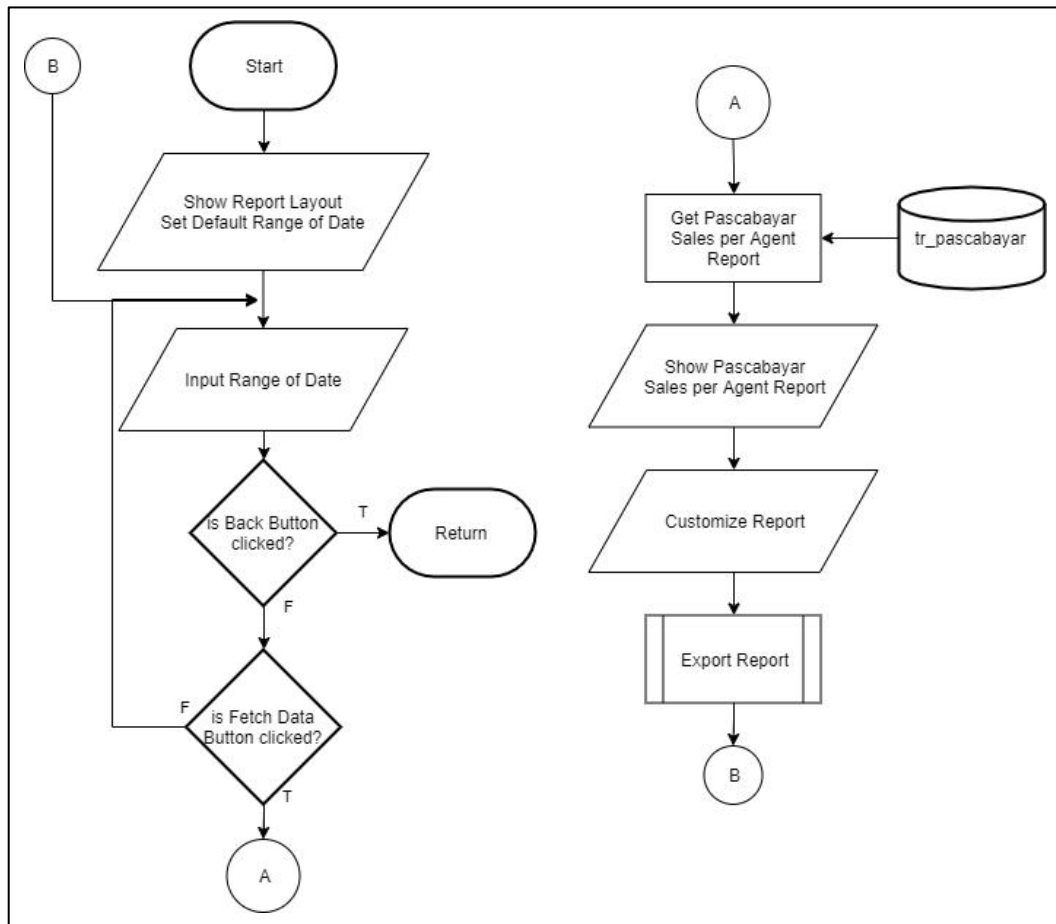 B
Start
Show Report Layout
Set Default Range of Date
Input Range of Date
is Back Button
clicked?
T
Return
F
is Fetch Data
Button clicked?
F
T
A
A
Get Pascabayar
Sales per Agent
Report
tr_pascabayar
Show Pascabayar
Sales per Agent Report
Customize Report
Export Report
B